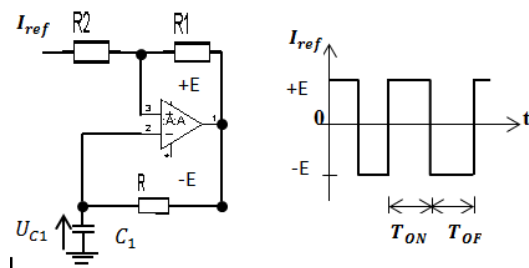 I_ref R2 R1
+E
3
A:A
1
2
R
-E
U_C1 C_1
I_ref
+E
0 t
-E
T_ON T_OF